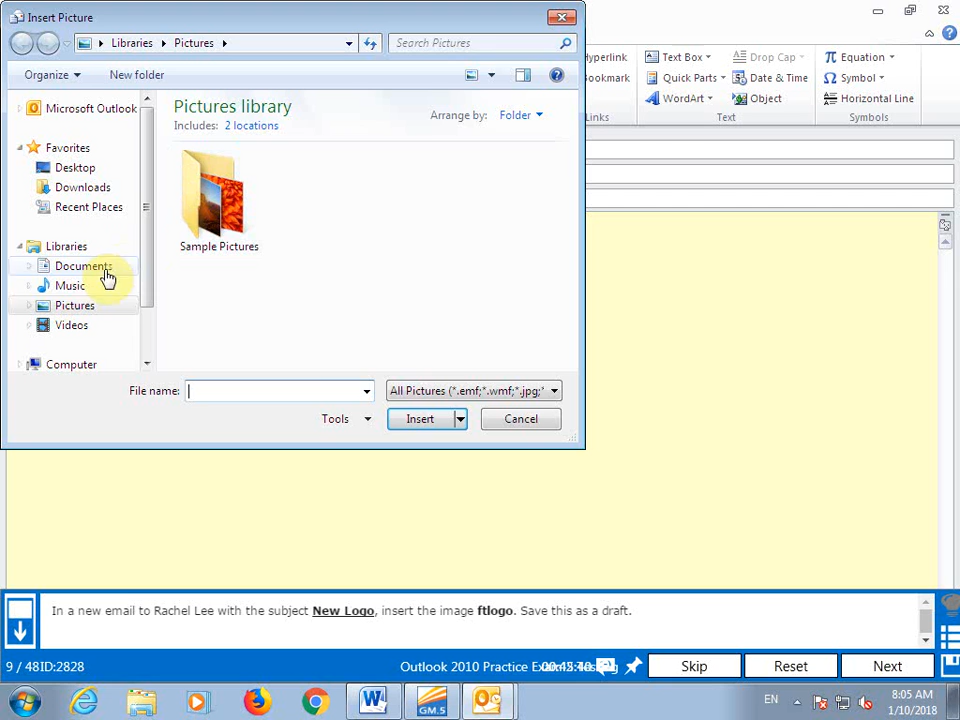 Insert Picture
Libraries Pictures
Search Pictures
Organize New folder
Microsoft Outlook
Favorites
Desktop
Downloads
Recent Places
Libraries
Documents
Music
Pictures
Videos
Computer
Pictures library
Includes: 2 locations
Arrange by: Folder
Sample Pictures
File name:
All Pictures (*.emf;*.wmf;*.jpg;*
Tools Insert Cancel
Hyperlink
Bookmark
Links
Text Box Drop Cap
Quick Parts Date & Time
WordArt Object
Text
Equation
Symbol
Horizontal Line
Symbols
In a new email to Rachel Lee with the subject New Logo, insert the image ftlogo. Save this as a draft.
9 / 48ID:2828
Outlook 2010 Practice
Skip Reset Next
GM.5
EN
8:05 AM
1/10/2018